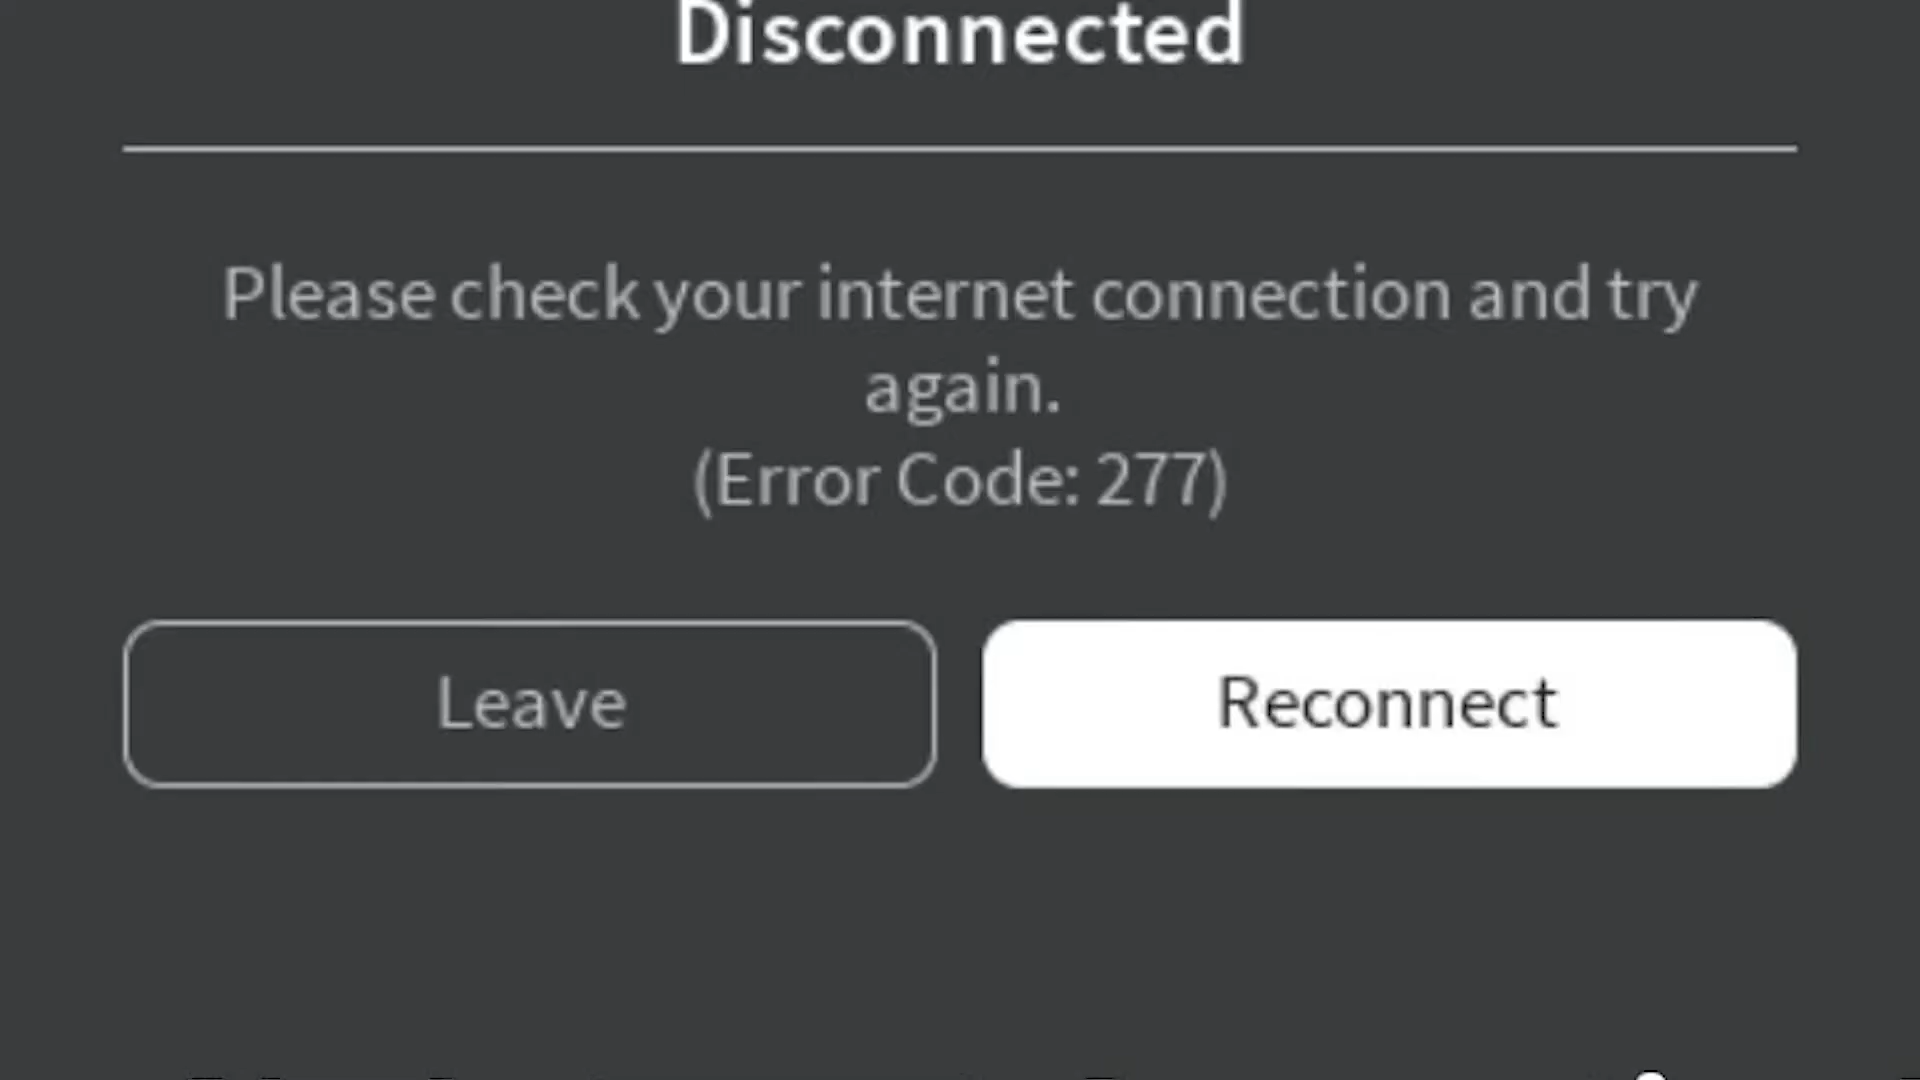 Disconnected
Please check your internet connection and try
again.
(Error Code: 277)
Leave
Reconnect